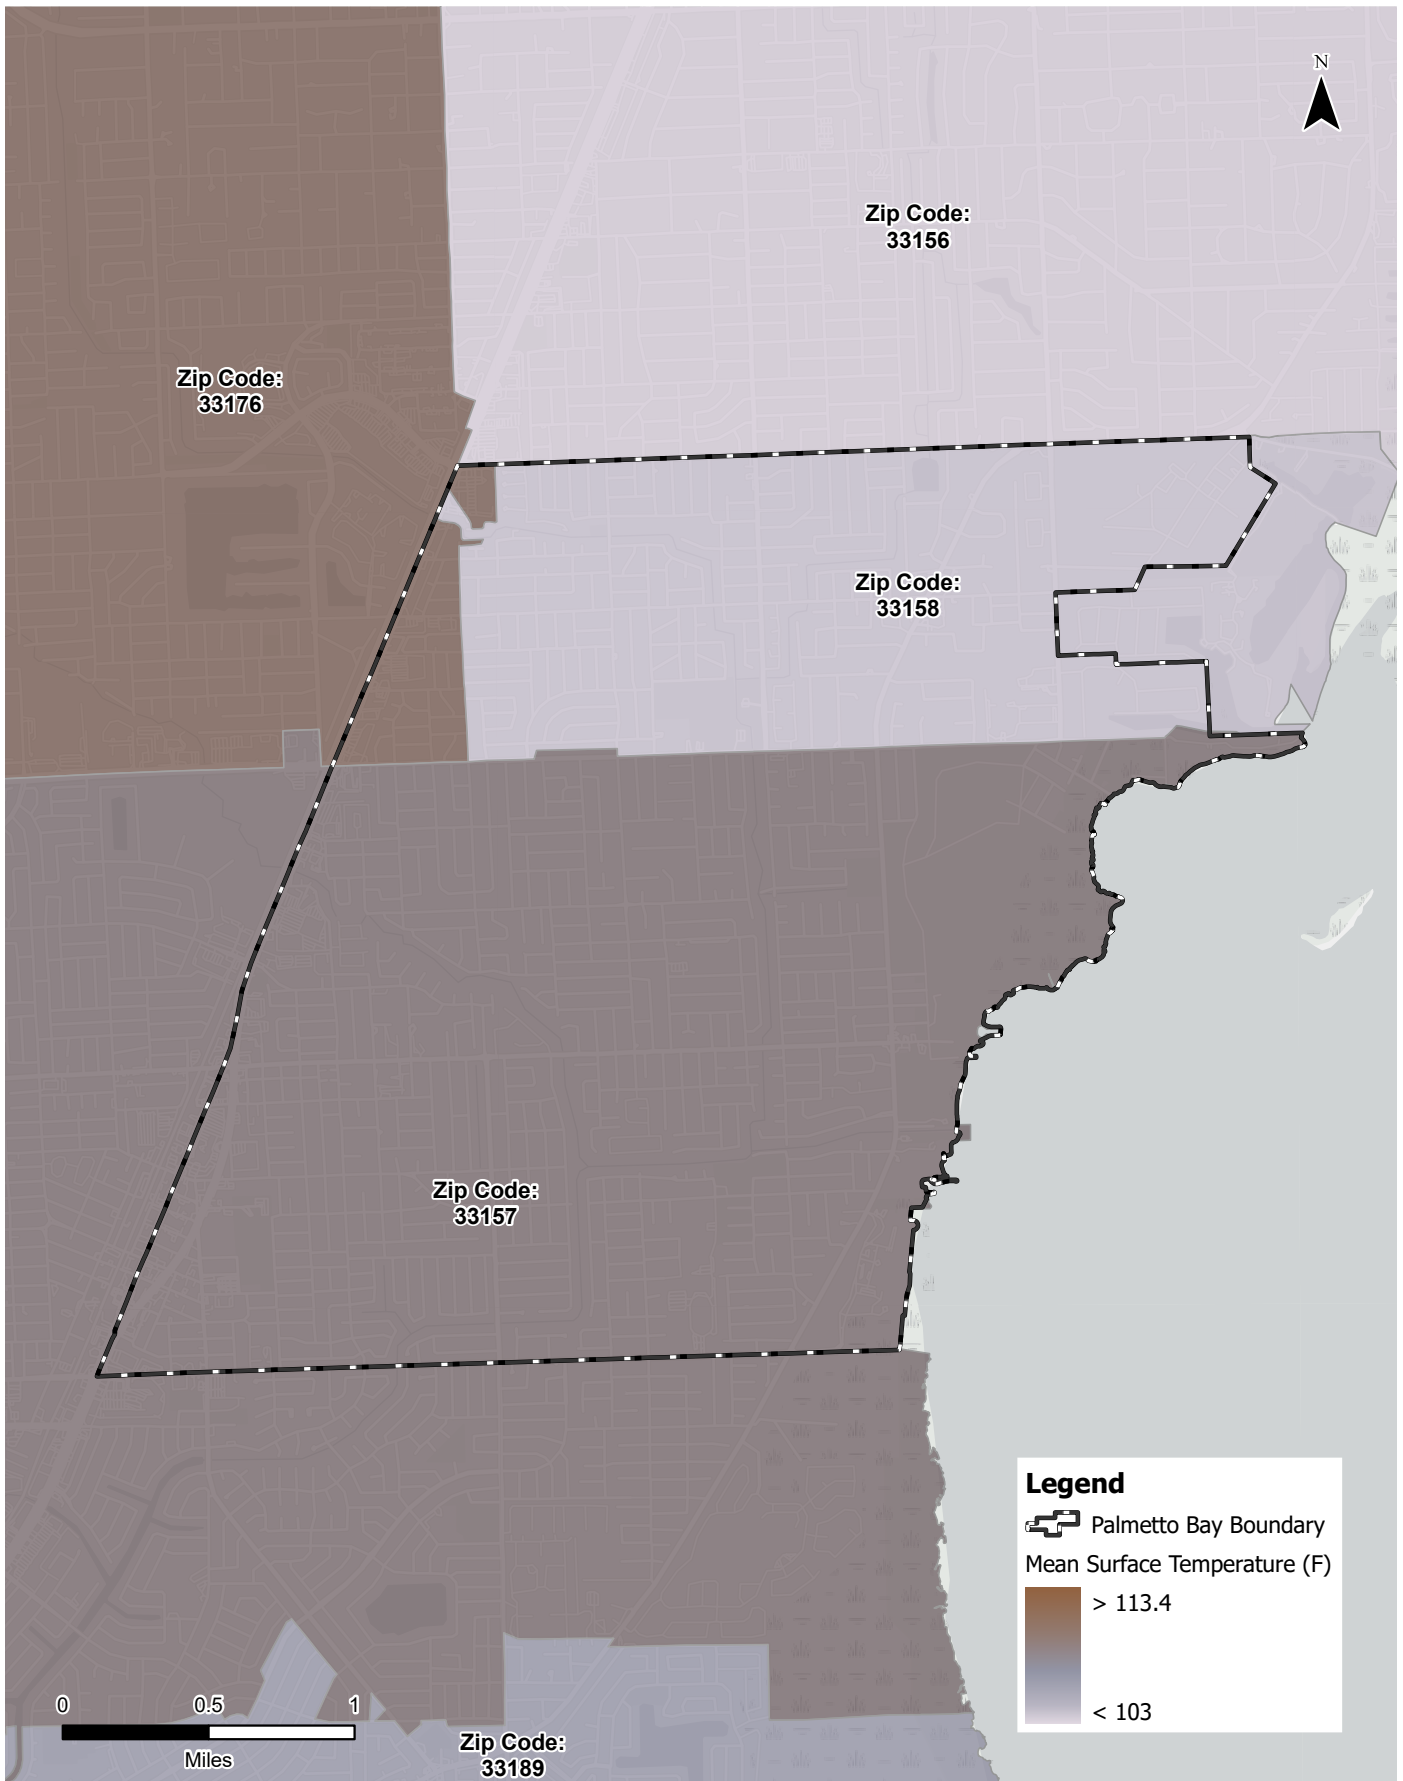 N
Zip Code:
33156
Zip Code:
33176
Zip Code:
33158
Zip Code:
33157
Legend
Palmetto Bay Boundary
Mean Surface Temperature (F)
> 113.4
< 103
0 0.5 1
Miles
Zip Code:
33189